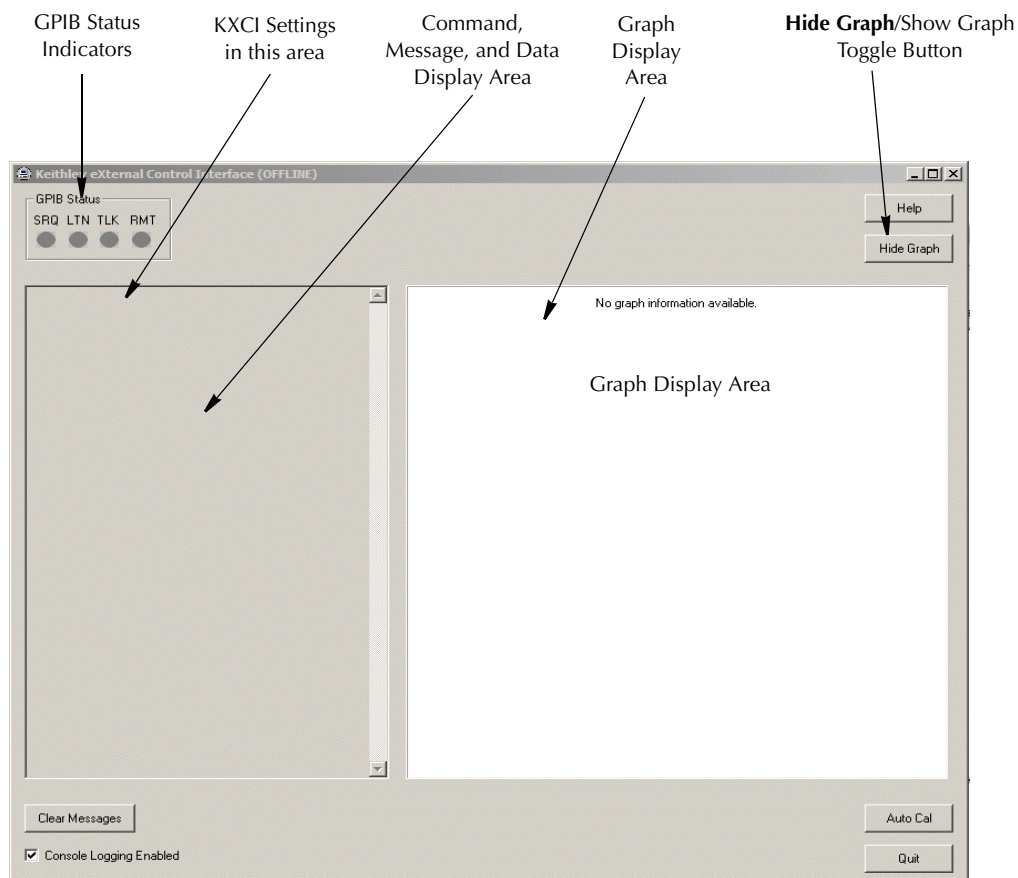 GPIB Status
Indicators
KXCI Settings
in this area
Command,
Message, and Data
Display Area
Graph
Display
Area
Hide Graph/Show Graph
Toggle Button
Keithley eXternal Control Interface (OFFLINE)
GPIB Status
SRQ LTN TLK RMT
Help
Hide Graph
No graph information available.
Graph Display Area
Clear Messages
Auto Cal
Console Logging Enabled
Quit